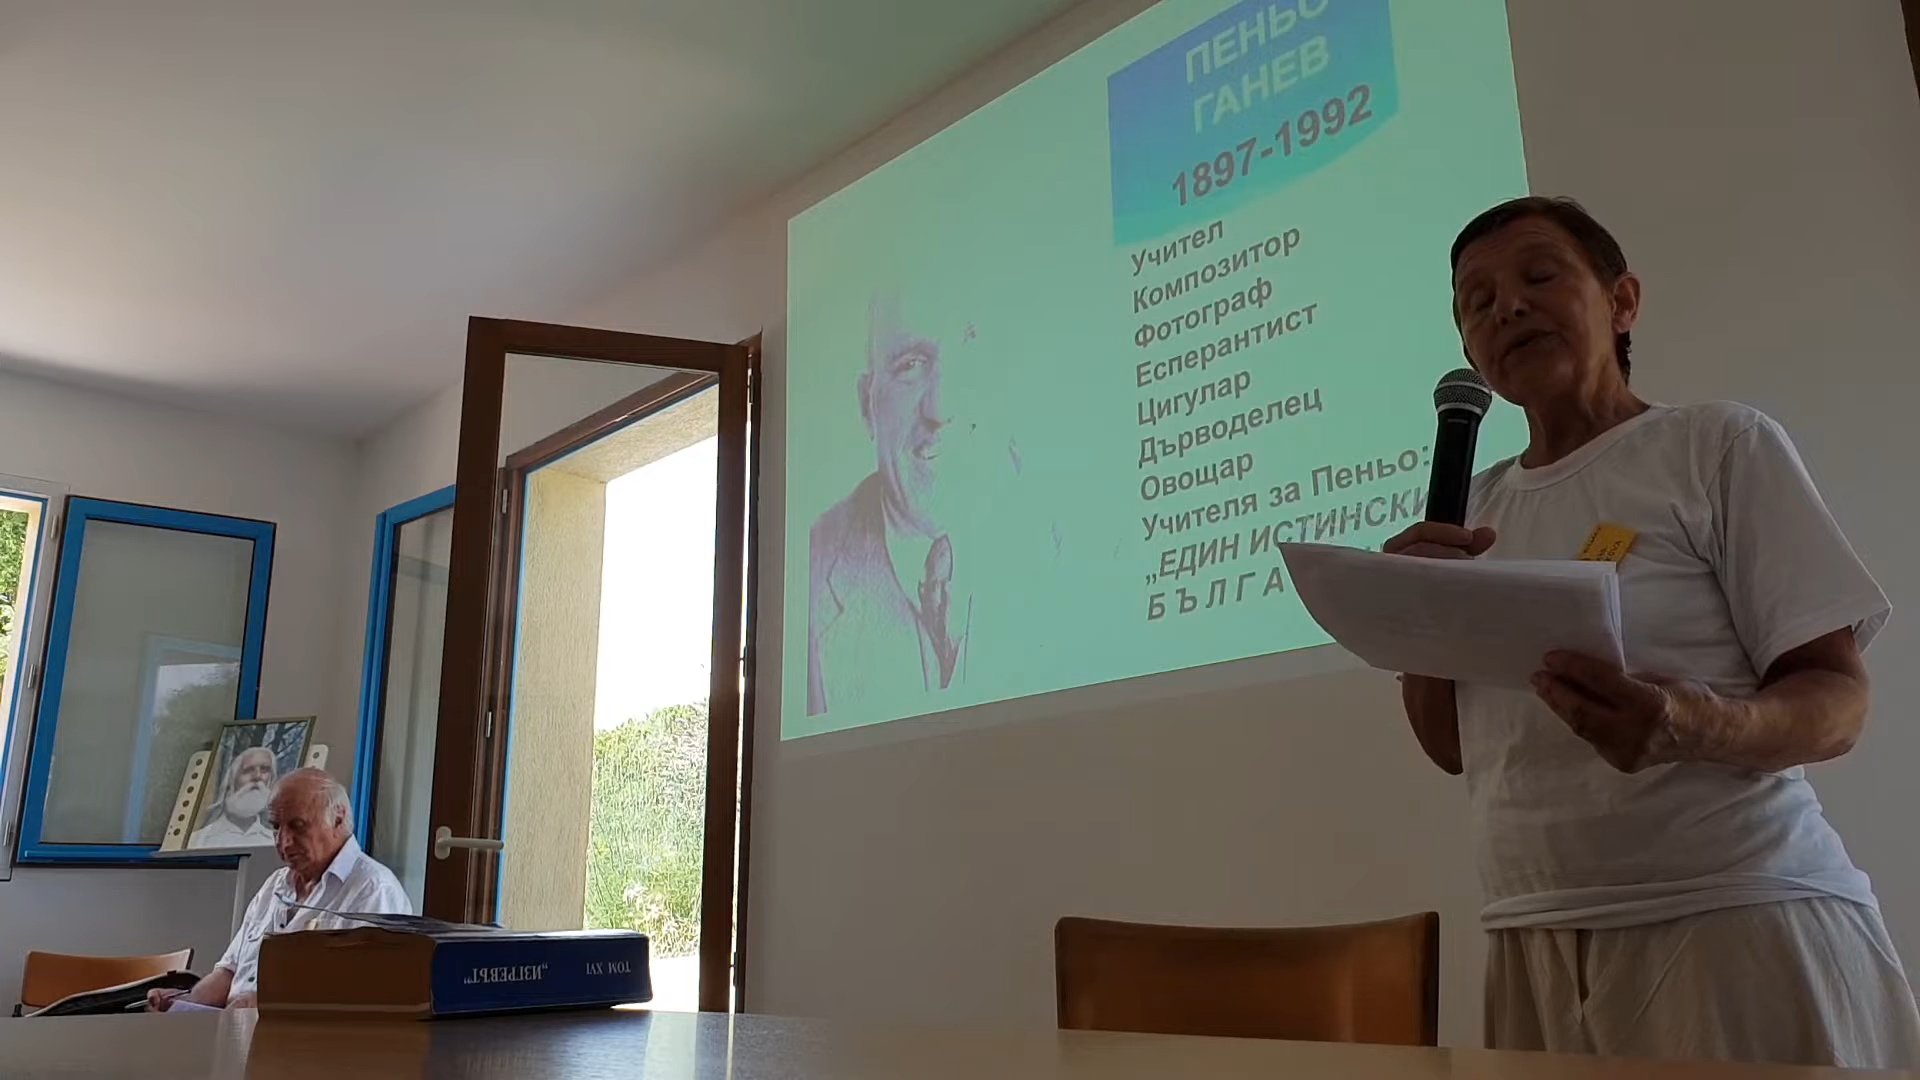 ПЕНЬО
ГАНЕВ
1897-1992
Учител
Композитор
Фотограф
Есперантист
Цигулар
Дърводелец
Овощар
Учителя за Пеньо:
„ЕДИН ИСТИНСКИ
БЪЛГА
„ИЗГРЕВЪТ“ ТОМ XVI